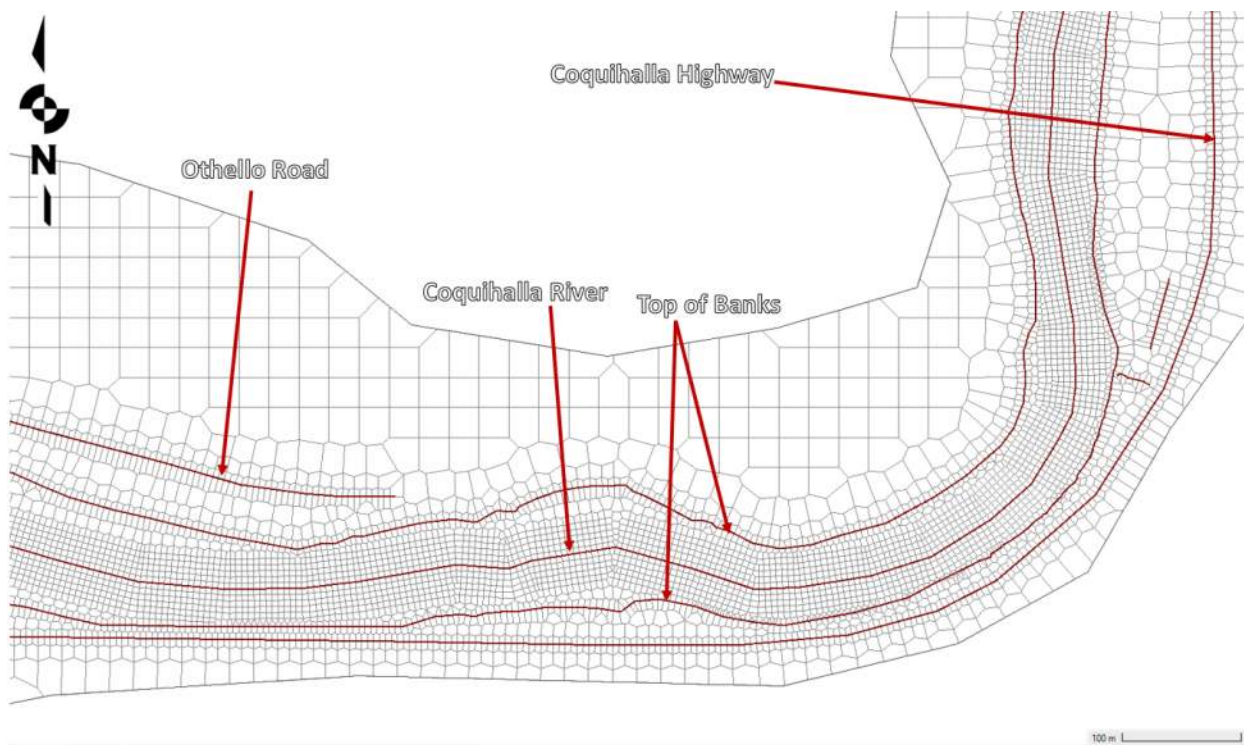 Coquihalla Highway
N
Othello Road
Coquihalla River
Top of Banks
100 m